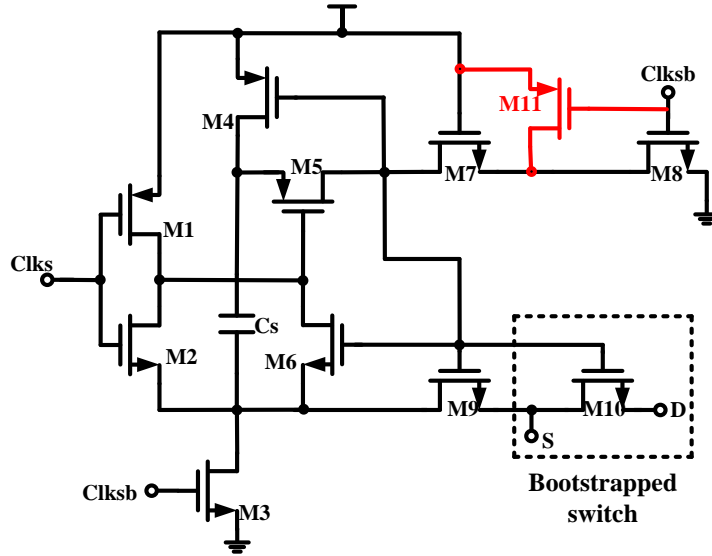 Clksb
M11
M4
M5
M7
M8
M1
Clks
Cs
M2
M6
M9
M10
D
S
Clksb
M3
Bootstrapped
switch